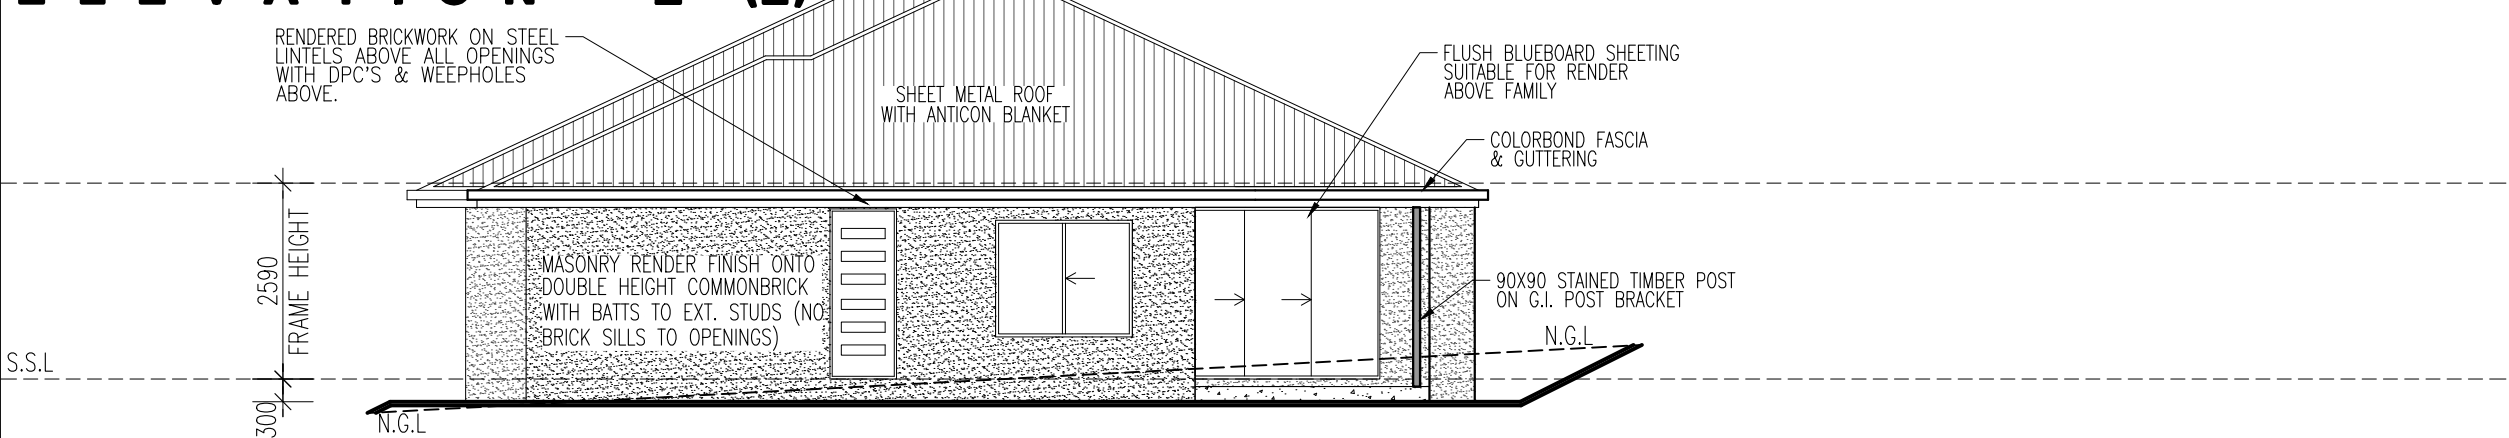 RENDERED BRICKWORK ON STEEL
LINTELS ABOVE ALL OPENINGS
WITH DPC'S & WEEPHOLES
ABOVE.
SHEET METAL ROOF
WITH ANTICON BLANKET
FLUSH BLUEBOARD SHEETING
SUITABLE FOR RENDER
ABOVE FAMILY
COLORBOND FASCIA
& GUTTERING
2590
FRAME HEIGHT
MASONRY RENDER FINISH ONTO
DOUBLE HEIGHT COMMONBRICK
WITH BATTS TO EXT. STUDS (NO
BRICK SILLS TO OPENINGS)
90X90 STAINED TIMBER POST
ON G.I. POST BRACKET
N.G.L
S.S.L
300
N.G.L